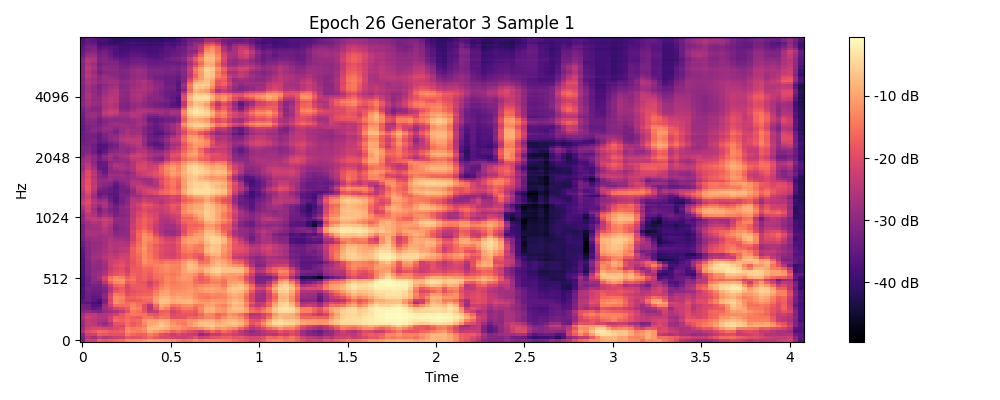 Epoch 26 Generator 3 Sample 1
Hz
4096
2048
1024
512
0
0 0.5 1 1.5 2 2.5 3 3.5 4
Time
-10 dB
-20 dB
-30 dB
-40 dB